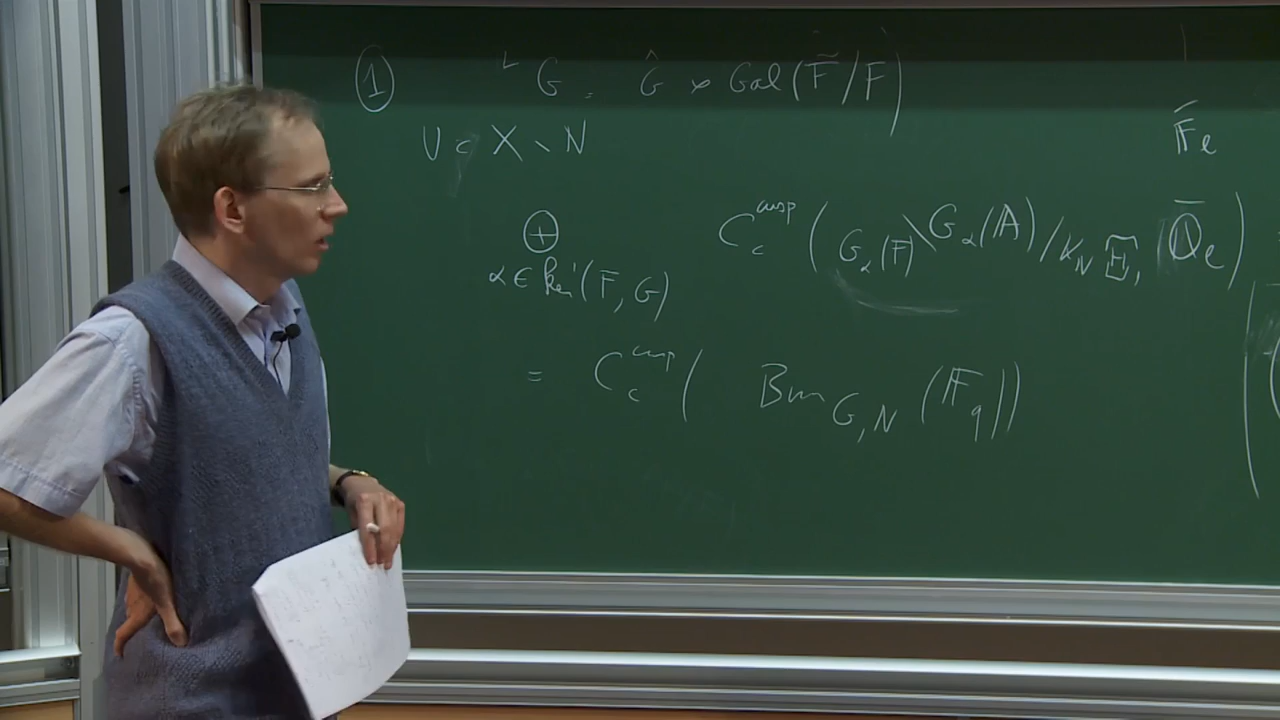 ① ᴸG = Ĝ ⋊ Gal(F̃/F)
U ⊂ X ∖ N
F̄ₗ
⊕ C_c^cusp (G_α(F)\G_α(𝔸)/K_N Ξ, Q̄ₗ)
α ∈ ker¹(F, G)
= C_c^cusp ( Bun_{G,N} (𝔽_q))